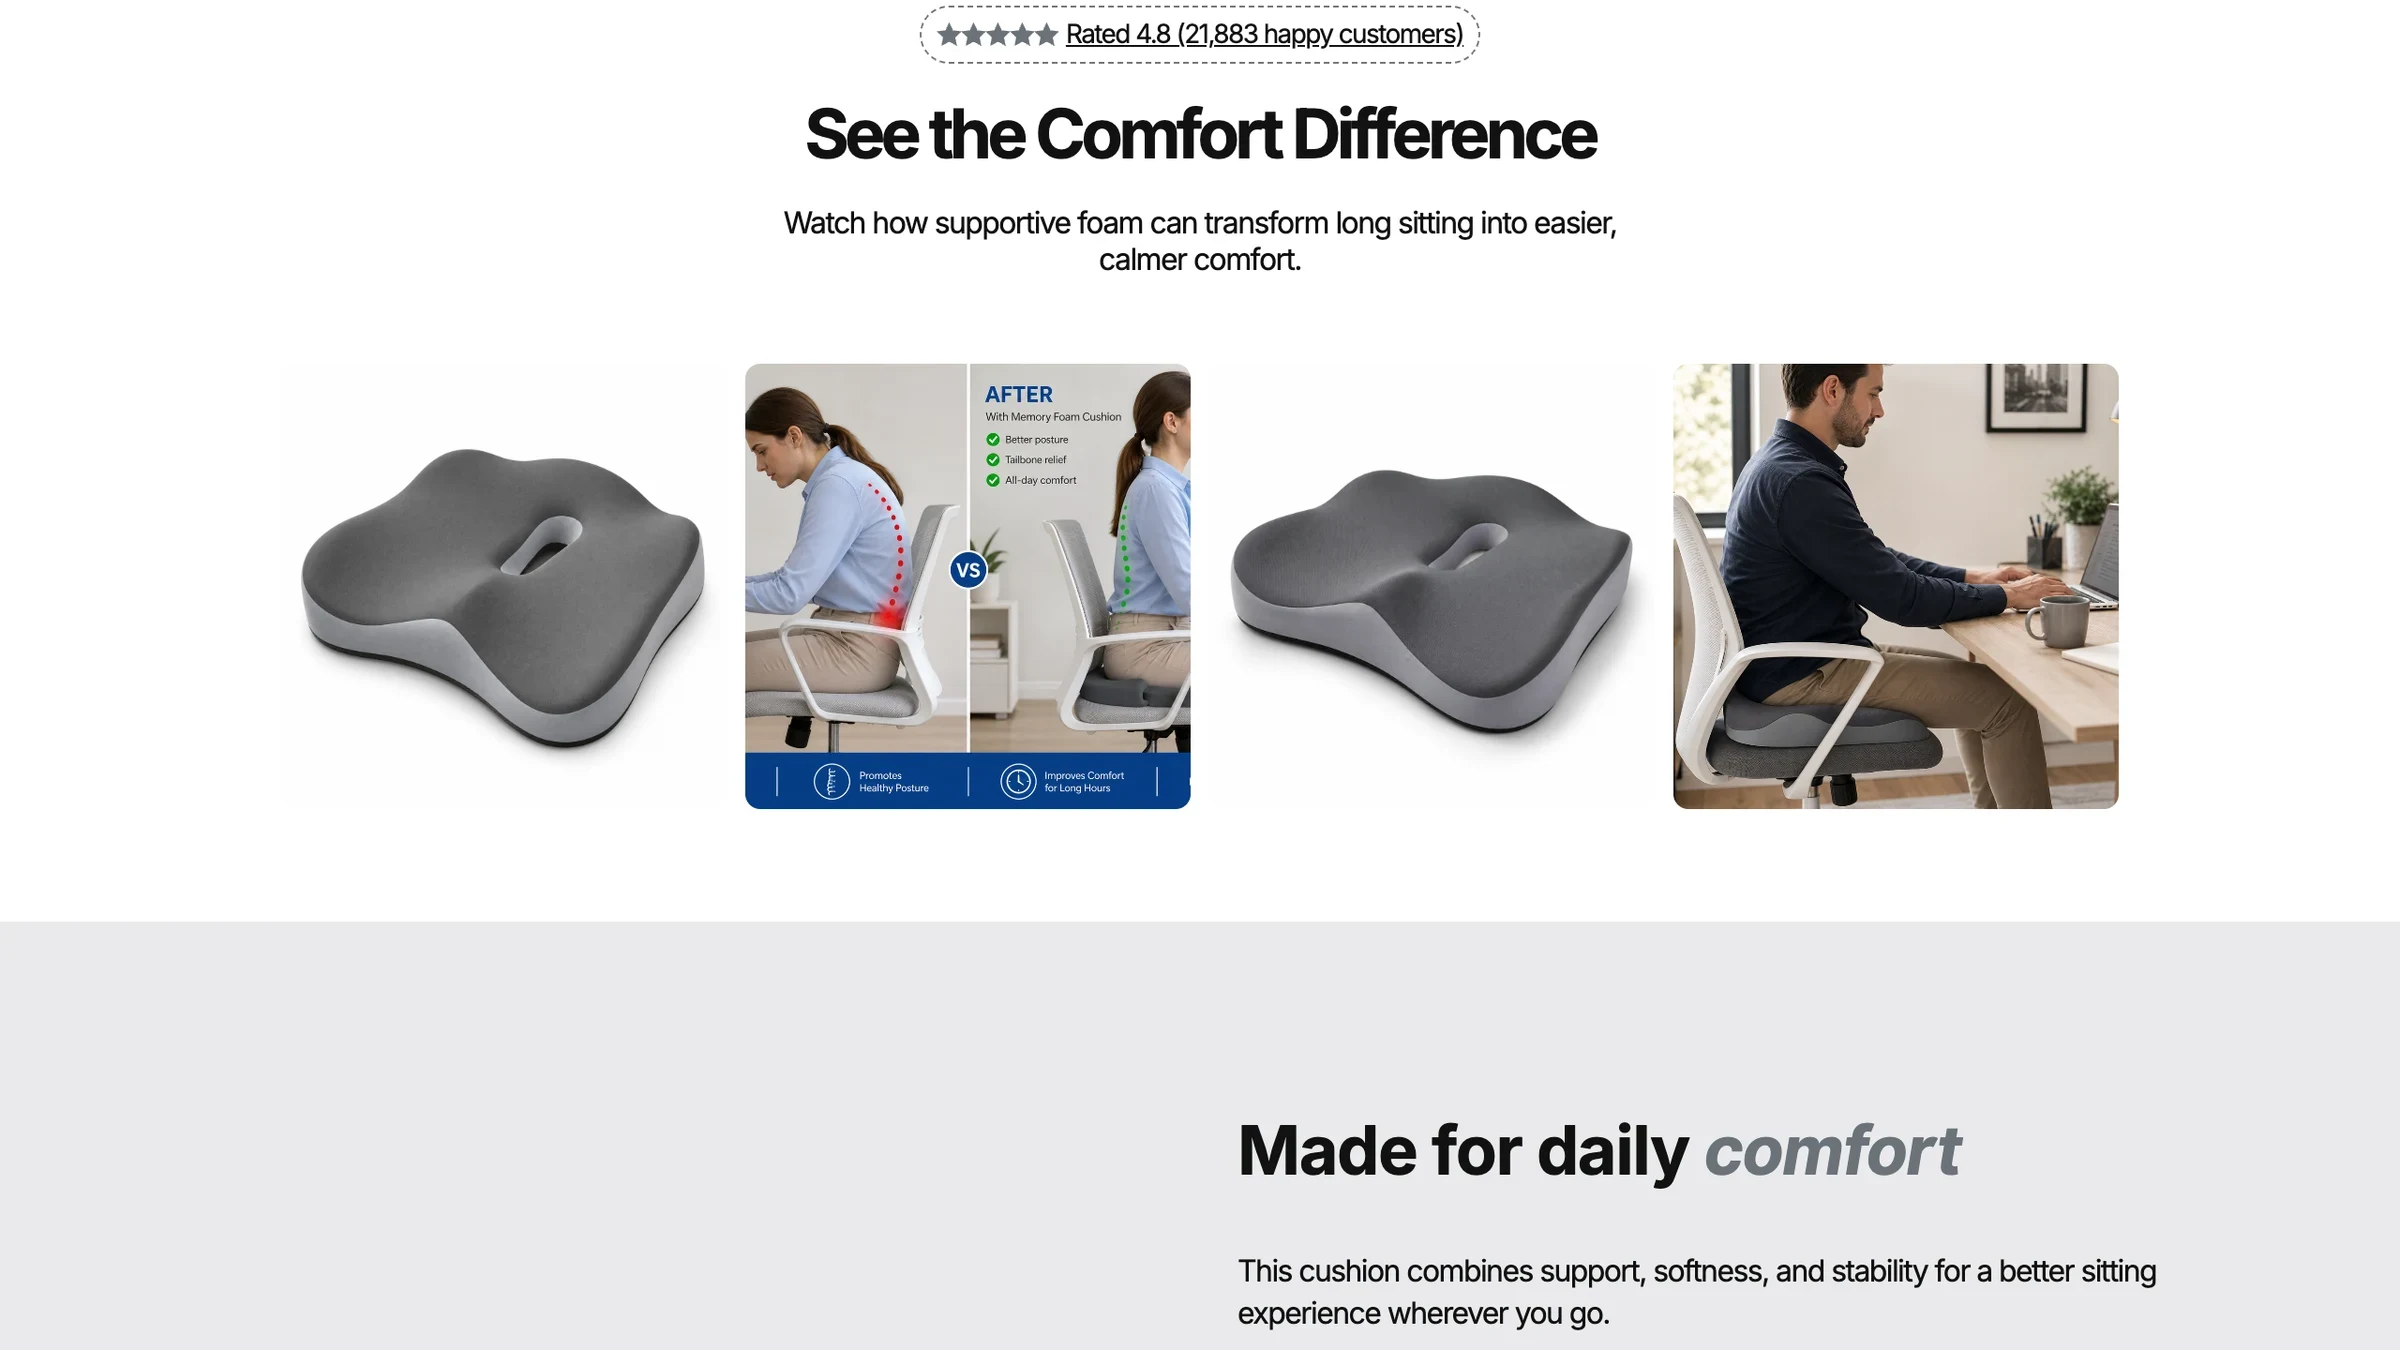 Rated 4.8 (21,883 happy customers)
See the Comfort Difference
Watch how supportive foam can transform long sitting into easier,
calmer comfort.
AFTER
With Memory Foam Cushion
Better posture
Tailbone relief
All-day comfort
VS
Promotes
Healthy Posture
Improves Comfort
for Long Hours
Made for daily comfort
This cushion combines support, softness, and stability for a better sitting
experience wherever you go.